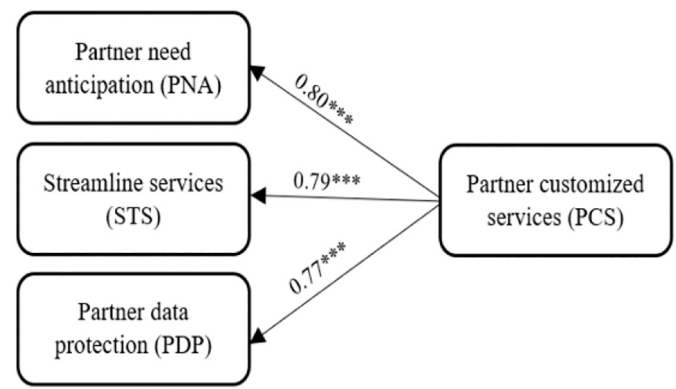 Partner need
anticipation (PNA)
0.80***
Streamline services
(STS)
0.79***
Partner customized
services (PCS)
0.77***
Partner data
protection (PDP)